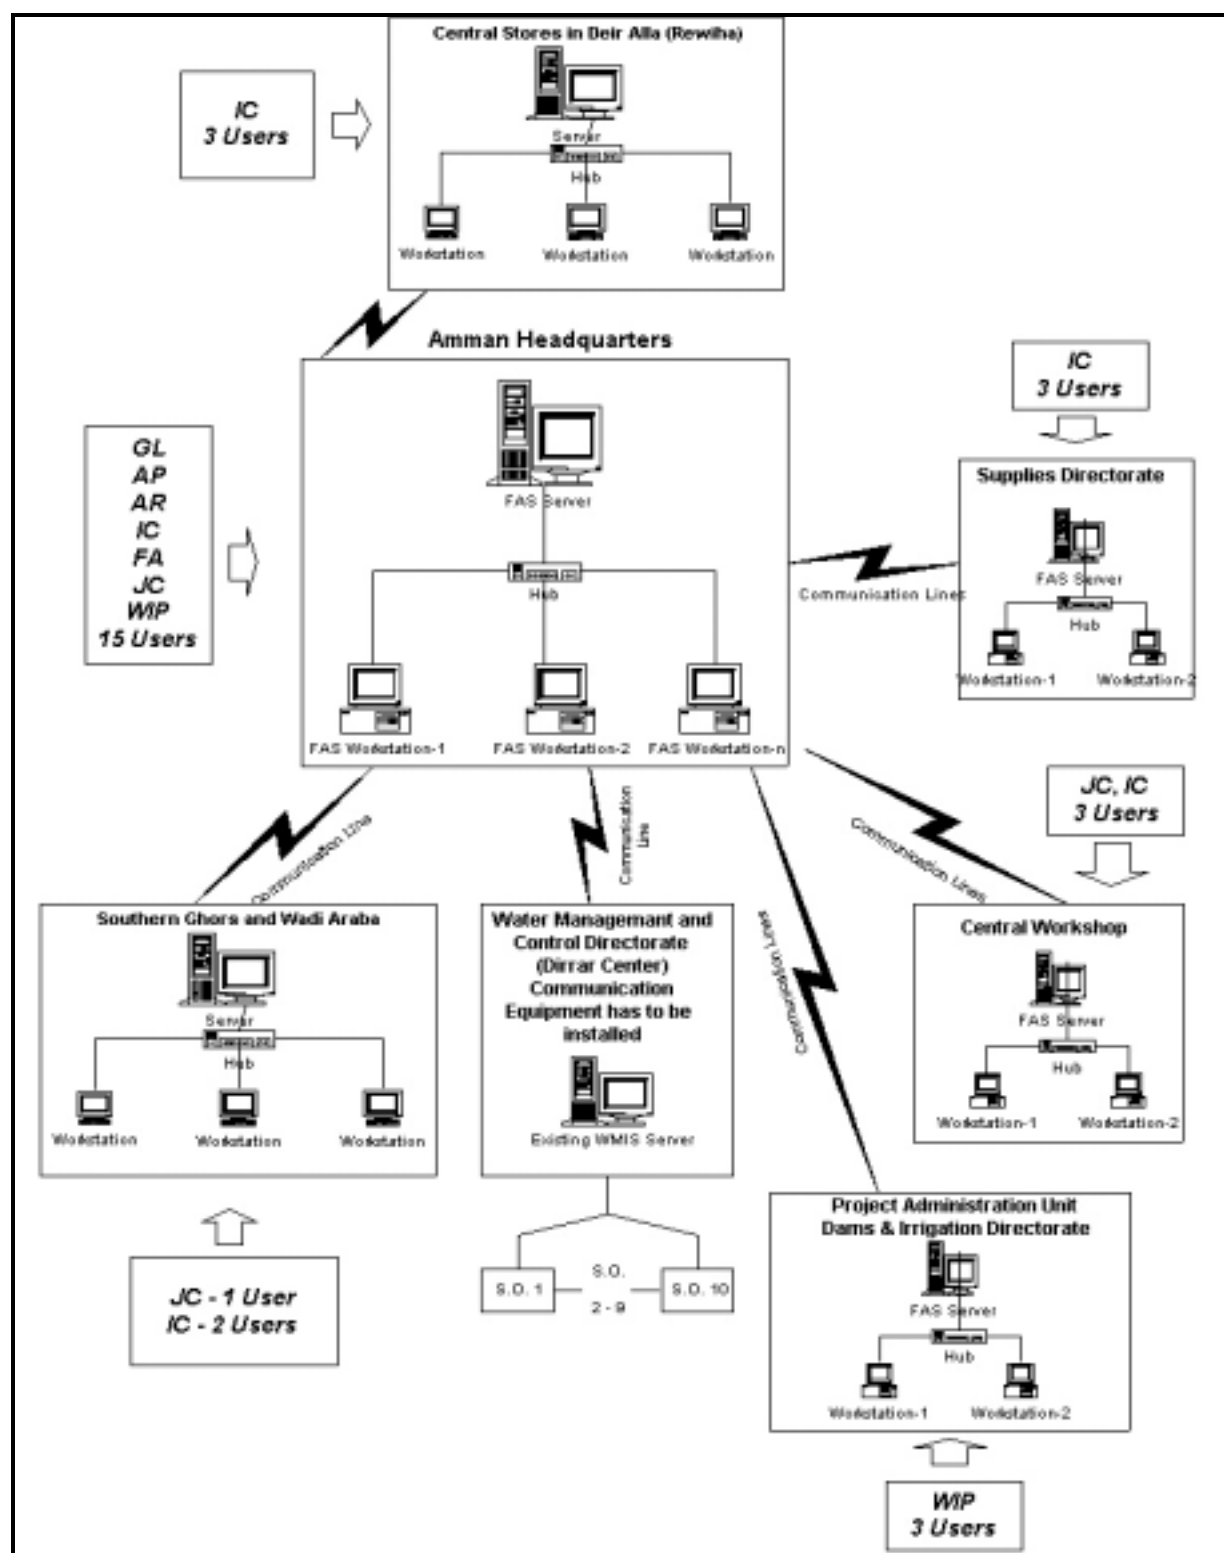 Central Stores in Deir Alla (Rewiha)
IC
3 Users
Server
Hub
Workstation
Workstation
Workstation
Amman Headquarters
GL
AP
AR
IC
FA
JC
WIP
15 Users
FAS Server
Hub
FAS Workstation-1
FAS Workstation-2
FAS Workstation-n
IC
3 Users
Supplies Directorate
FAS Server
Hub
Workstation-1
Workstation-2
Communication Lines
Communication Line
Communication
Line
Communication Lines
Communication Lines
JC, IC
3 Users
Southern Ghors and Wadi Araba
Server
Hub
Workstation
Workstation
Workstation
JC - 1 User
IC - 2 Users
Water Managemant and
Control Directorate
(Dirrar Center)
Communication
Equipment has to be
installed
Existing WMIS Server
S.O. 1
S.O.
2 - 9
S.O. 10
Central Workshop
FAS Server
Hub
Workstation-1
Workstation-2
Project Administration Unit
Dams & Irrigation Directorate
FAS Server
Hub
Workstation-1
Workstation-2
WIP
3 Users